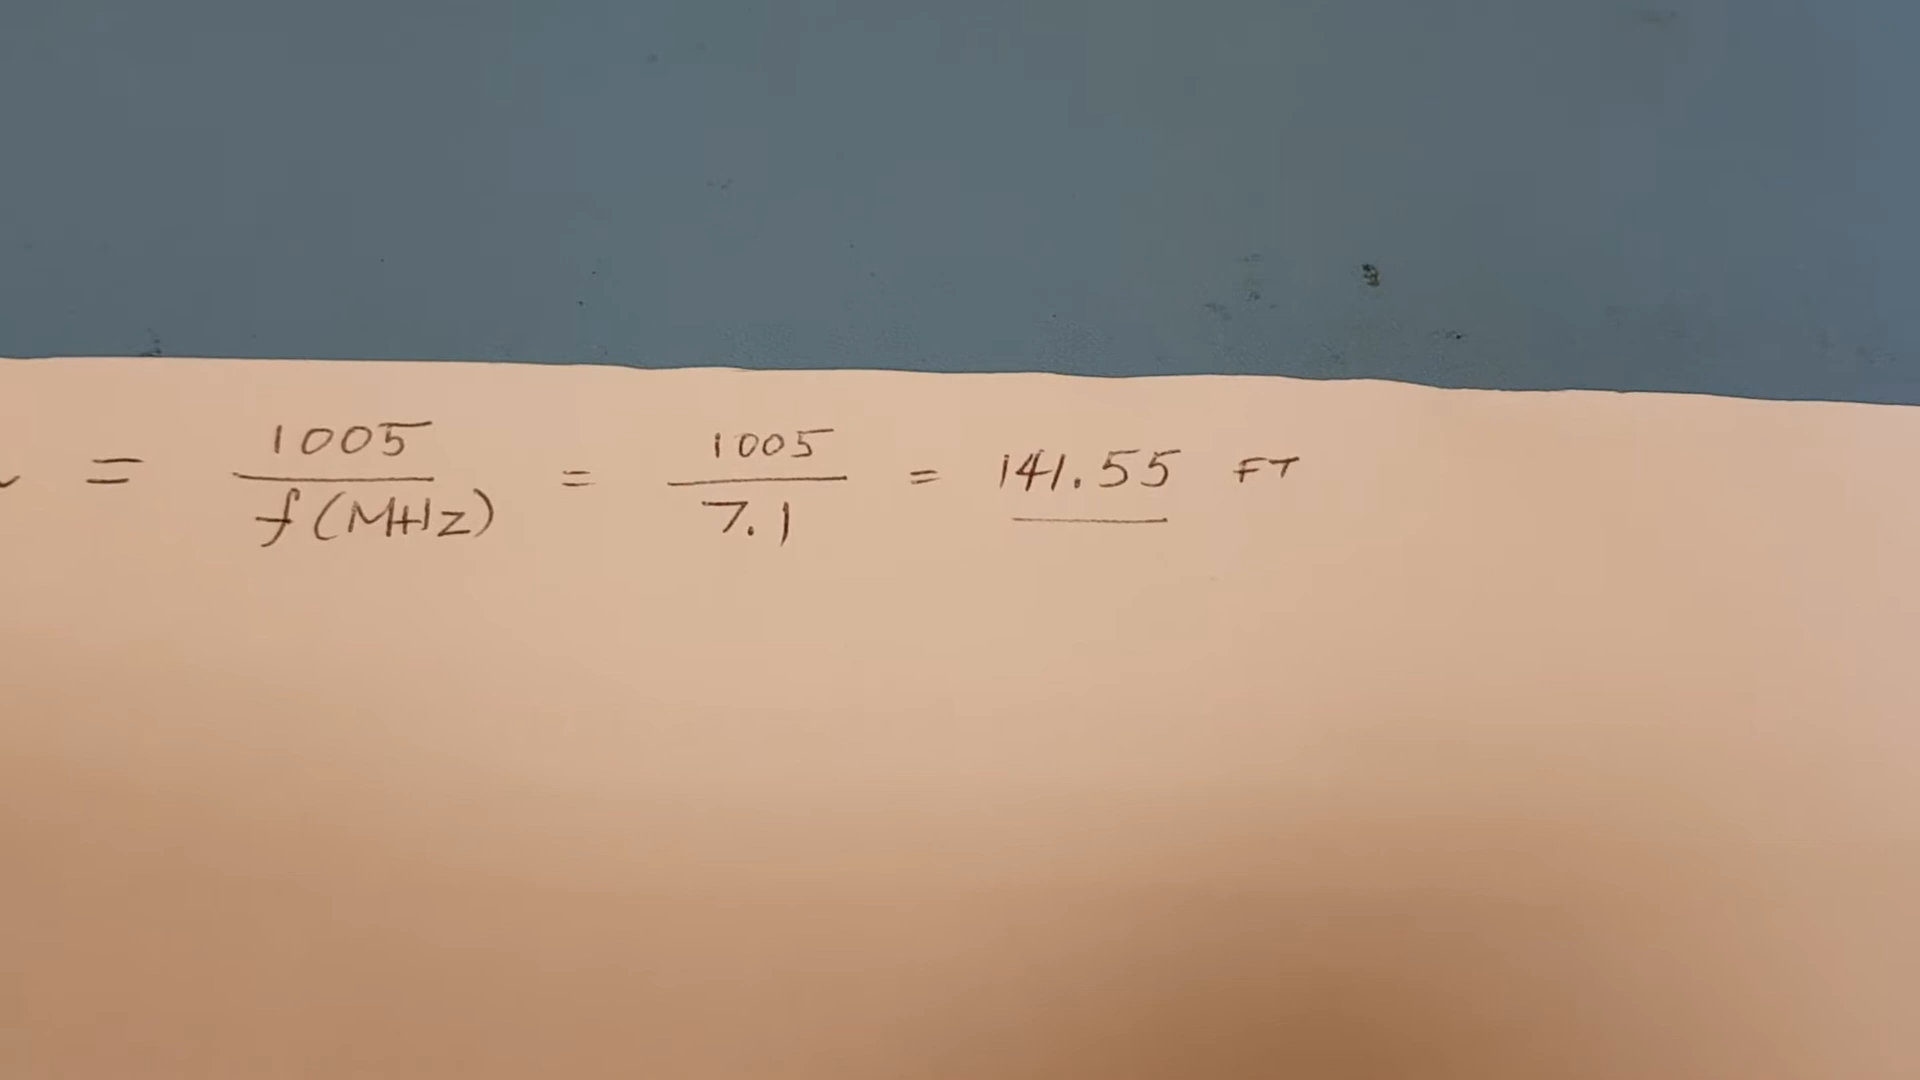 = 1005 / f(MHz) = 1005 / 7.1 = 141.55 FT